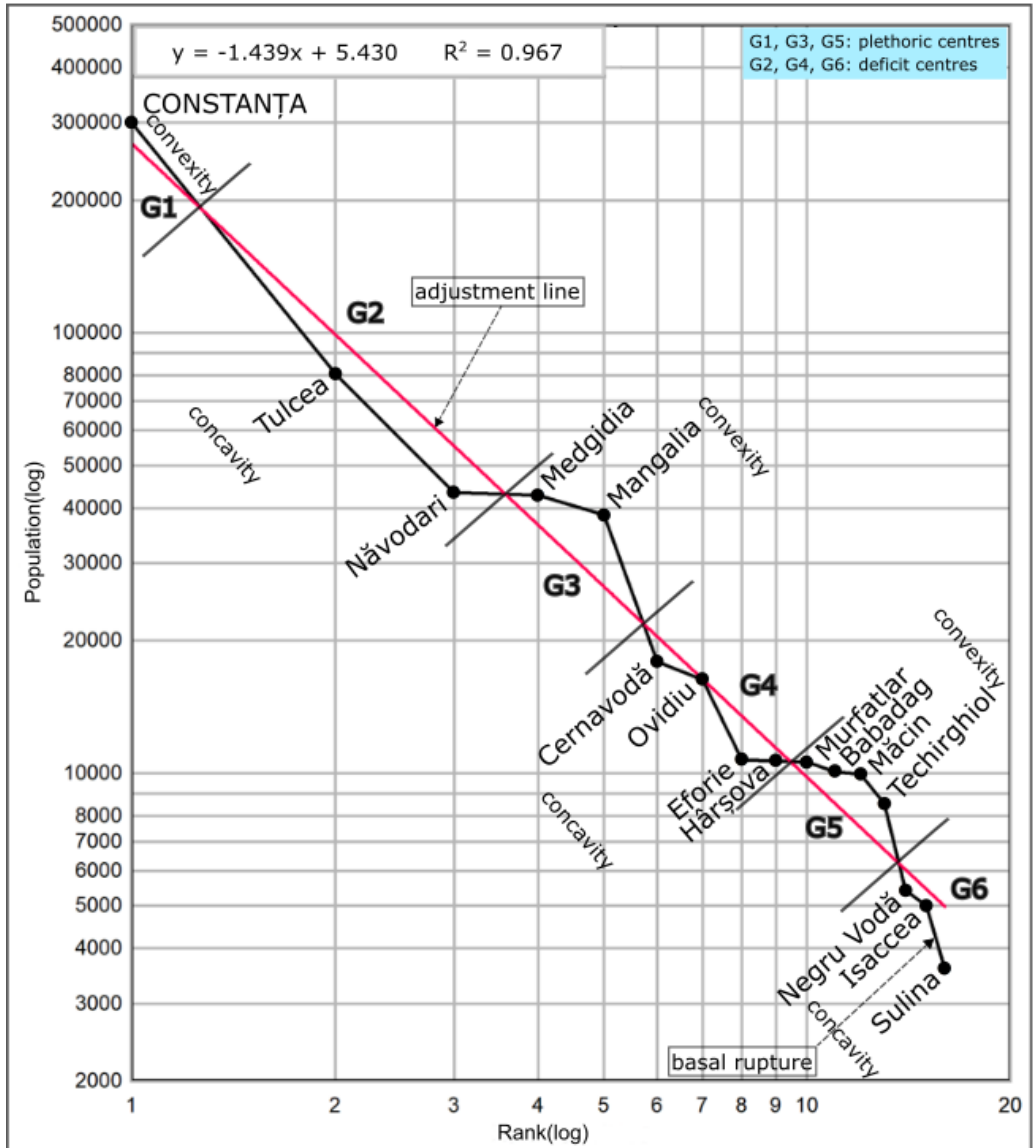 y = -1.439x + 5.430 R² = 0.967
G1, G3, G5: plethoric centres
G2, G4, G6: deficit centres
500000
400000
300000
200000
100000
80000
70000
60000
50000
40000
30000
20000
10000
8000
7000
6000
5000
4000
3000
2000
Population(log)
CONSTANȚA
convexity
G1
G2
adjustment line
Tulcea
concavity
Năvodari
Medgidia
Mangalia
convexity
G3
Cernavodă
Ovidiu
G4
convexity
Eforie
Hârșova
Murfatlar
Babadag
Măcin
Techirghiol
concavity
G5
G6
Negru Vodă
Isaccea
Sulina
concavity
basal rupture
1 2 3 4 5 6 7 8 9 10 20
Rank(log)